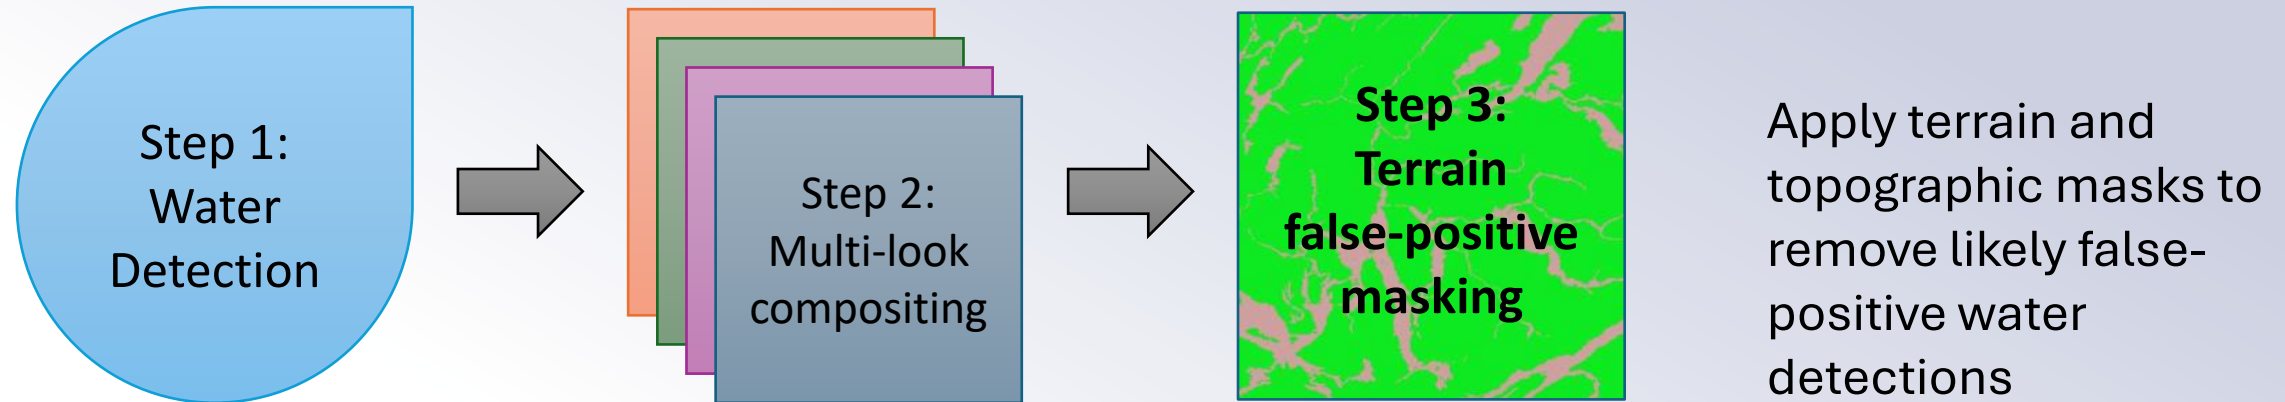 Step 1:
Water
Detection
Step 2:
Multi-look
compositing
Step 3:
Terrain
false-positive
masking
Apply terrain and
topographic masks to
remove likely false-
positive water
detections